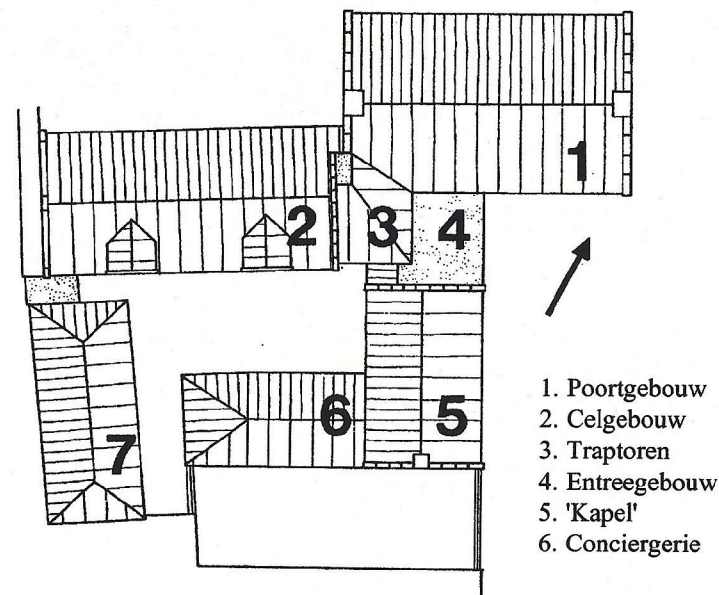 1
2
3
4
5
6
7
1. Poortgebouw
2. Celgebouw
3. Traptoren
4. Entreegebouw
5. 'Kapel'
6. Conciergerie